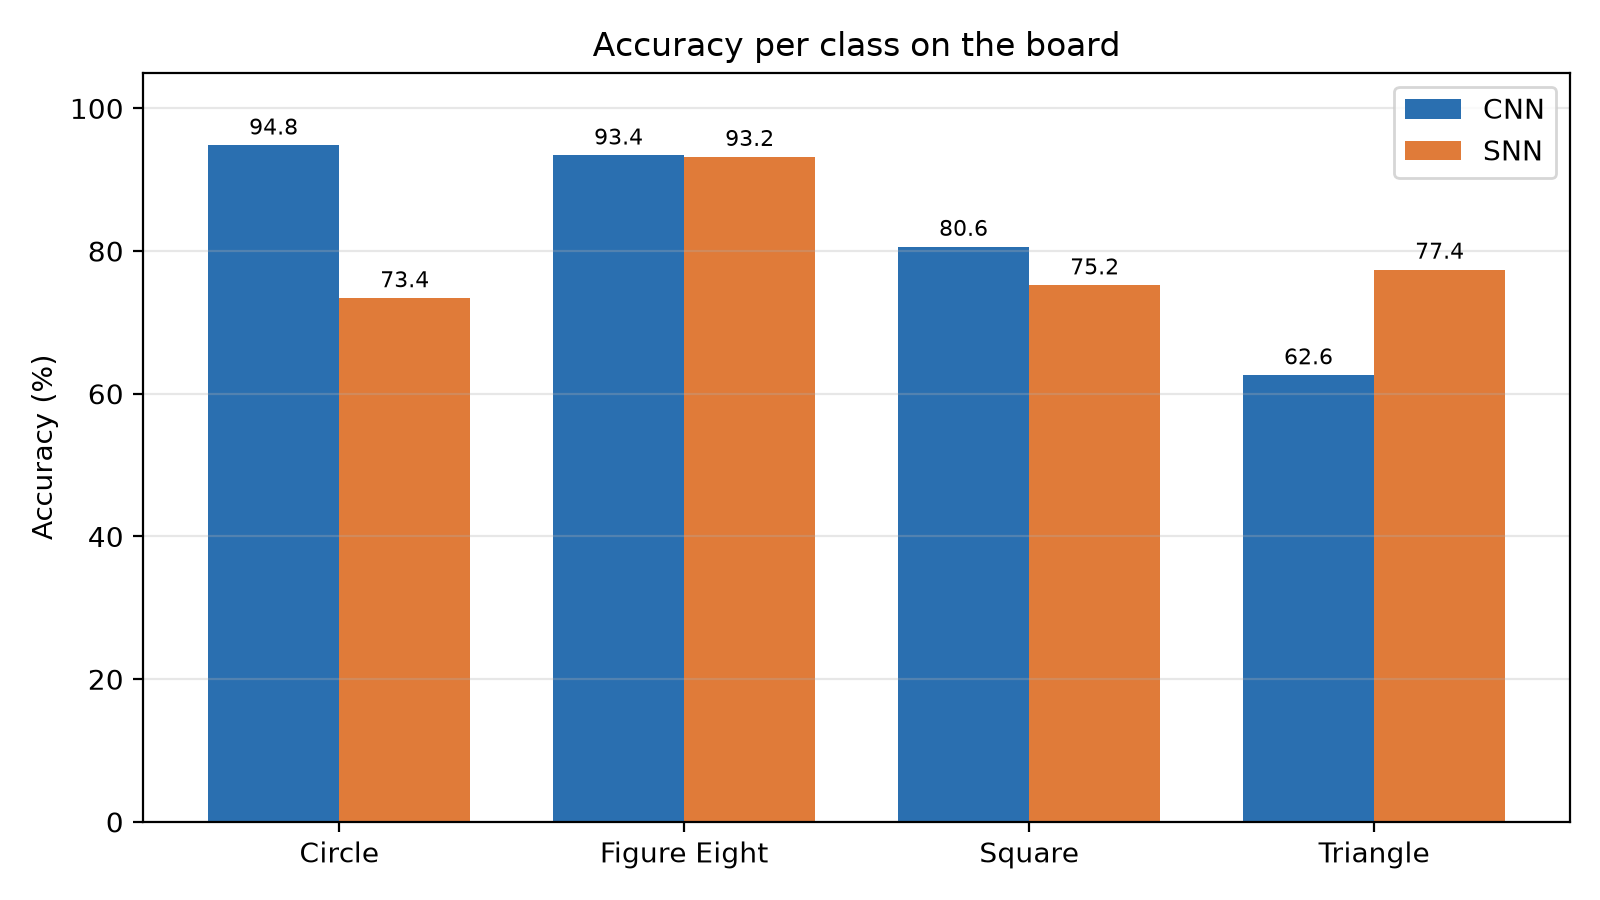 Accuracy per class on the board
Accuracy (%)
100
80
60
40
20
0
94.8
73.4
93.4
93.2
80.6
75.2
62.6
77.4
CNN
SNN
Circle
Figure Eight
Square
Triangle